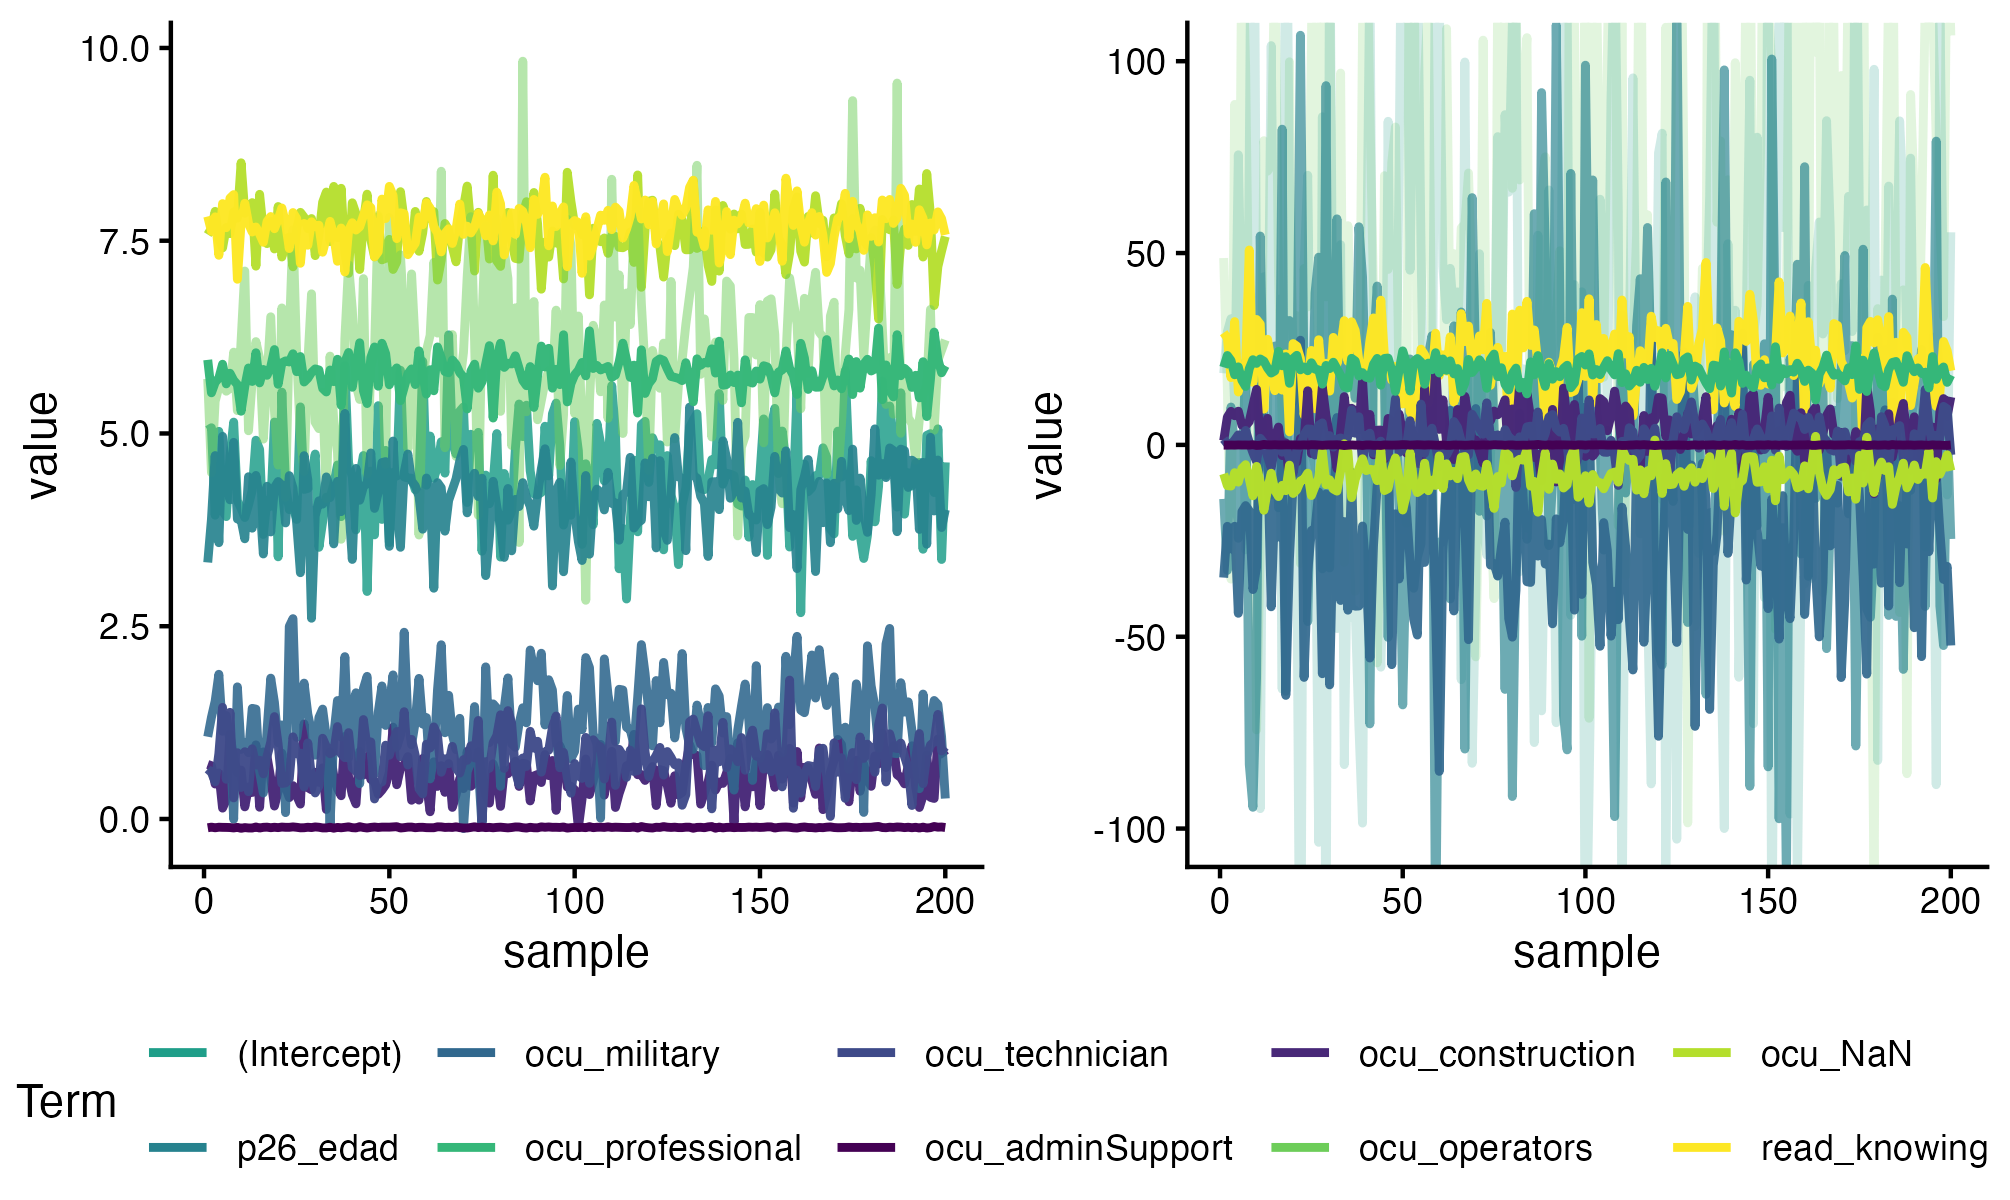 10.0
7.5
5.0
2.5
0.0
value
0 50 100 150 200
sample
100
50
0
-50
-100
value
0 50 100 150 200
sample
Term
(Intercept) ocu_military ocu_technician ocu_construction ocu_NaN
p26_edad ocu_professional ocu_adminSupport ocu_operators read_knowing